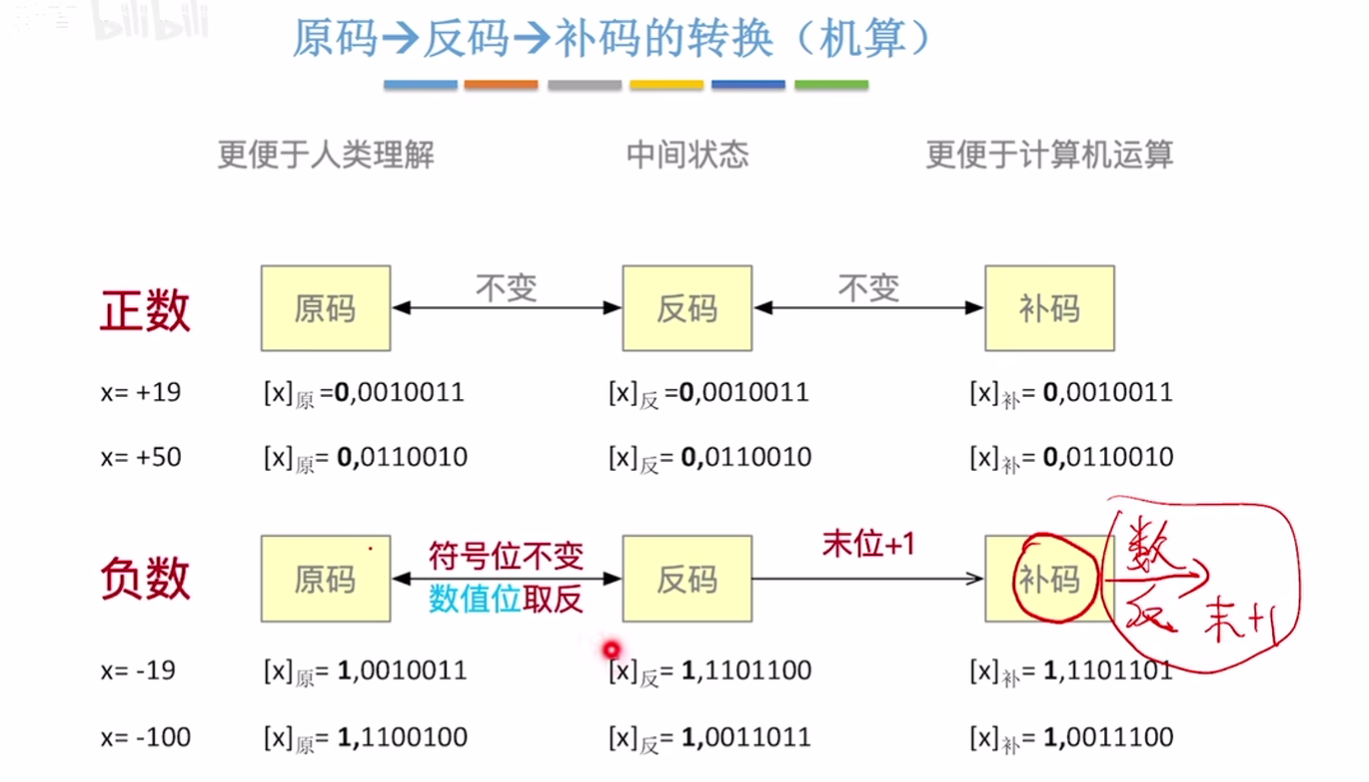 bilibili
原码→反码→补码的转换（机算）
更便于人类理解 中间状态 更便于计算机运算
正数 原码 不变 反码 不变 补码
x= +19 [x]原 =0,0010011 [x]反 =0,0010011 [x]补= 0,0010011
x= +50 [x]原= 0,0110010 [x]反= 0,0110010 [x]补= 0,0110010
负数 原码 符号位不变 反码 末位+1 补码 数
数值位取反 反 末+1
x= -19 [x]原= 1,0010011 [x]反= 1,1101100 [x]补= 1,1101101
x= -100 [x]原= 1,1100100 [x]反= 1,0011011 [x]补= 1,0011100